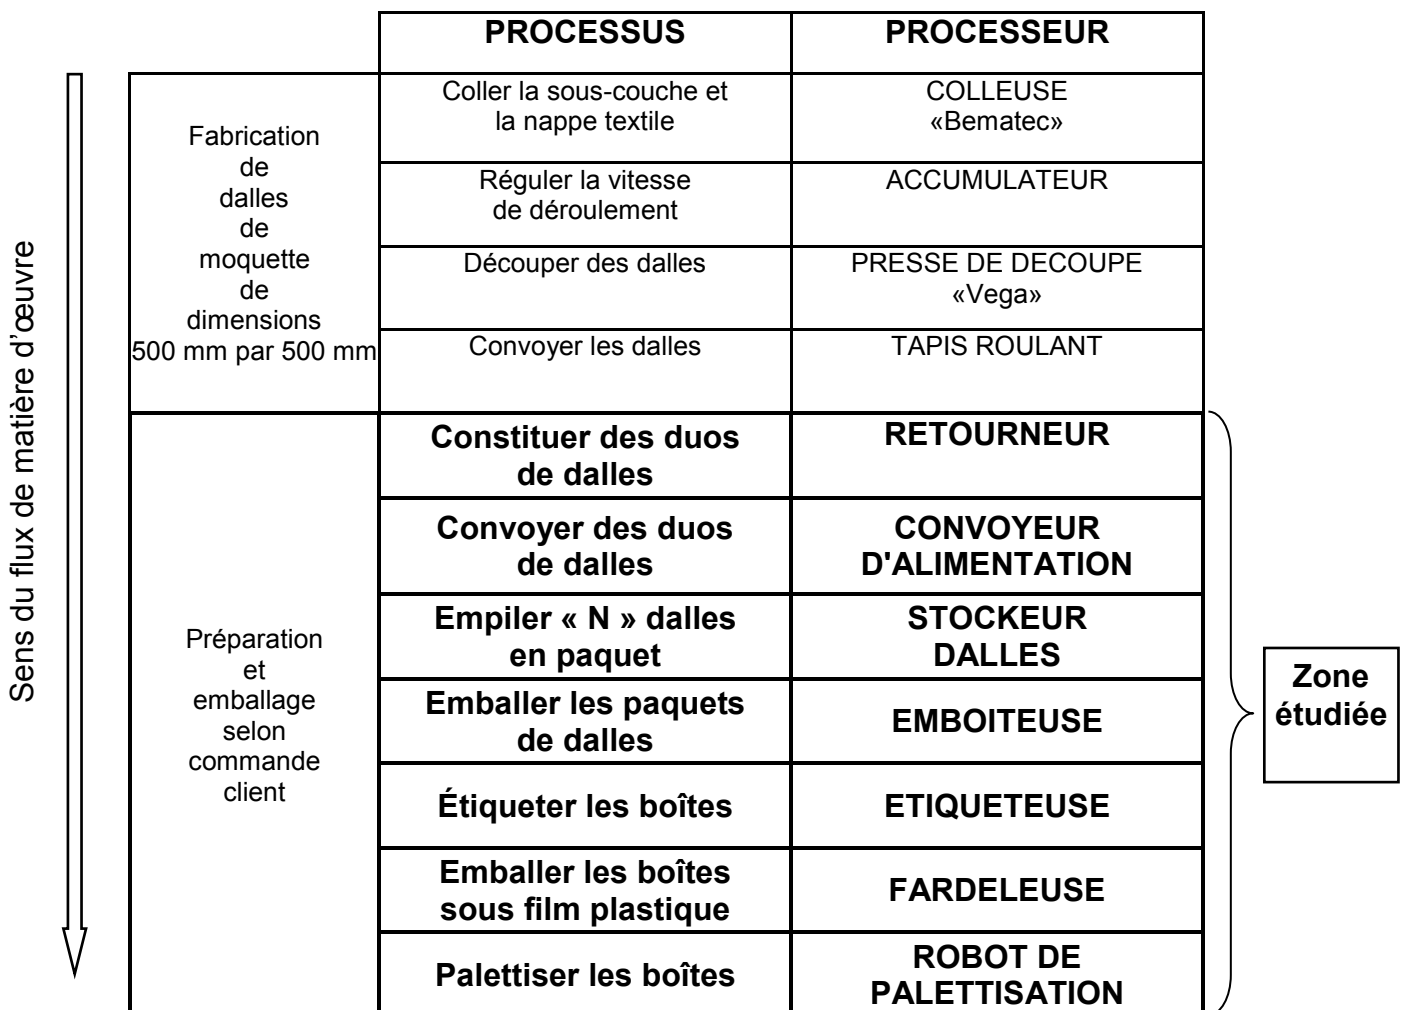 PROCESSUS
PROCESSEUR
Sens du flux de matière d'œuvre
Fabrication
de
dalles
de
moquette
de
dimensions
500 mm par 500 mm
Coller la sous-couche et
la nappe textile
COLLEUSE
«Bematec»
Réguler la vitesse
de déroulement
ACCUMULATEUR
Découper des dalles
PRESSE DE DECOUPE
«Vega»
Convoyer les dalles
TAPIS ROULANT
Préparation
et
emballage
selon
commande
client
Constituer des duos
de dalles
RETOURNEUR
Convoyer des duos
de dalles
CONVOYEUR
D'ALIMENTATION
Empiler « N » dalles
en paquet
STOCKEUR
DALLES
Emballer les paquets
de dalles
EMBOITEUSE
Étiqueter les boîtes
ETIQUETEUSE
Emballer les boîtes
sous film plastique
FARDELEUSE
Palettiser les boîtes
ROBOT DE
PALETTISATION
Zone
étudiée